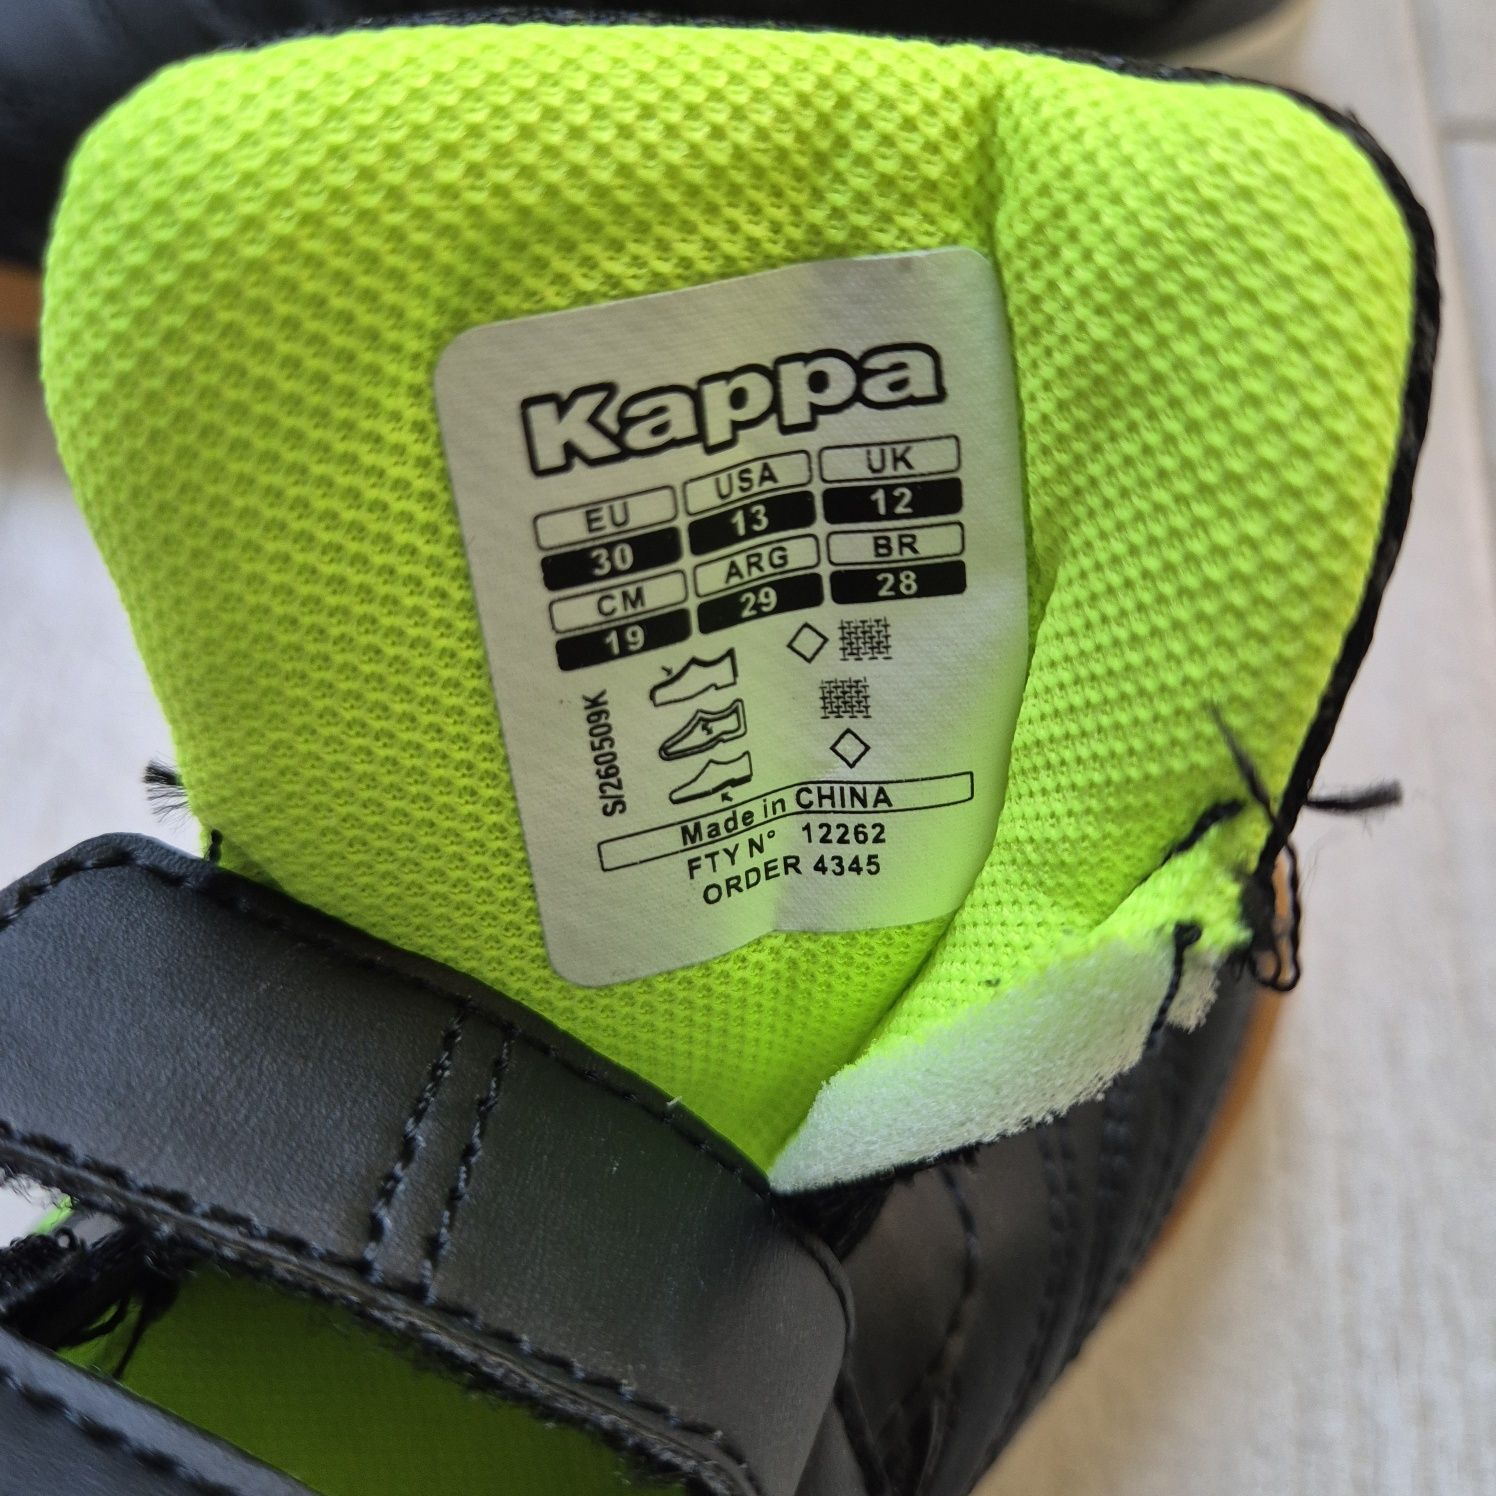 Kappa
EU USA UK
30 13 12
CM ARG BR
19 29 28
S/260509K
Made in CHINA
FTY N° 12262
ORDER 4345